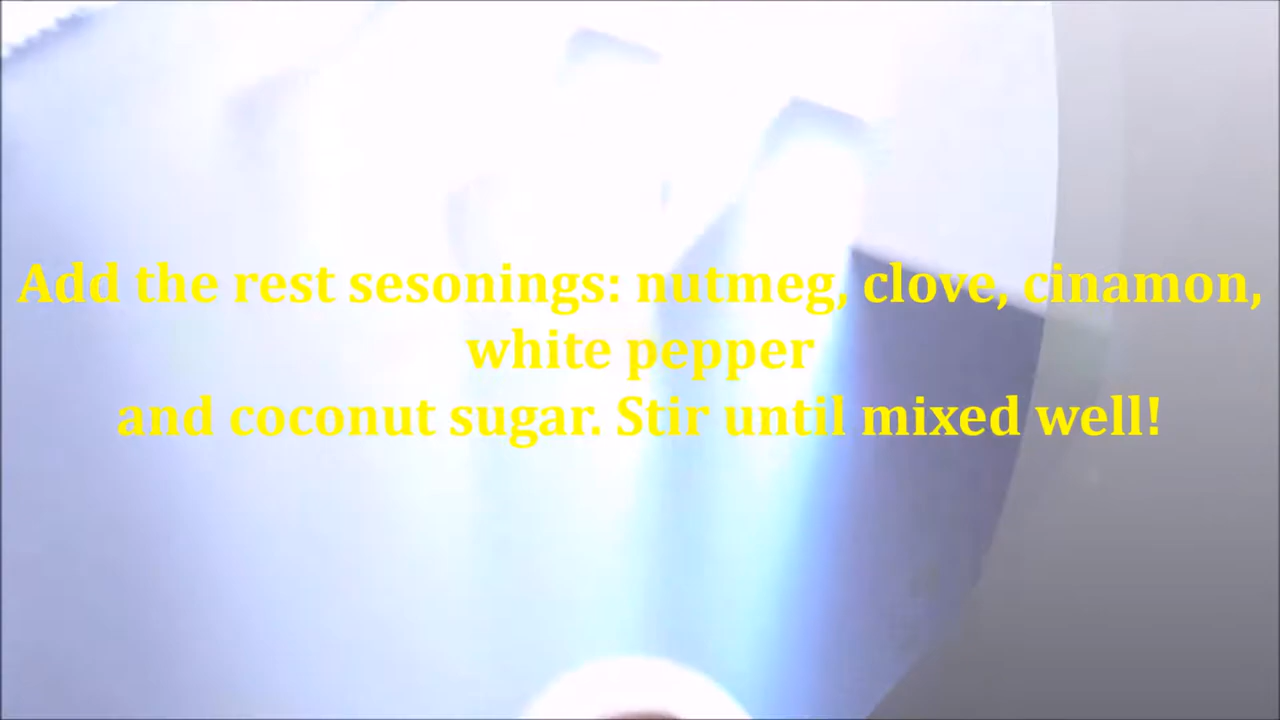 Add the rest sesonings: nutmeg, clove, cinamon,
white pepper
and coconut sugar. Stir until mixed well!